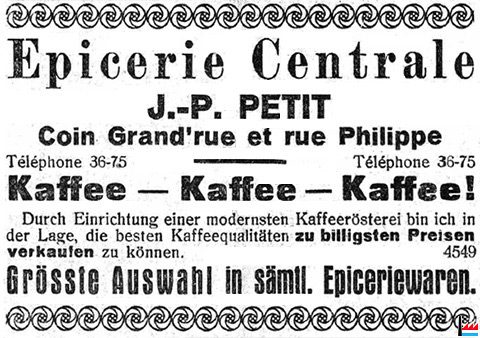 Epicerie Centrale
J.-P. PETIT
Coin Grand'rue et rue Philippe
Téléphone 36-75 Téléphone 36-75
Kaffee — Kaffee — Kaffee!
Durch Einrichtung einer modernsten Kaffeerösterei bin ich in
der Lage, die besten Kaffeequalitäten zu billigsten Preisen
verkaufen zu können. 4549
Grösste Auswahl in sämtl. Epiceriewaren.